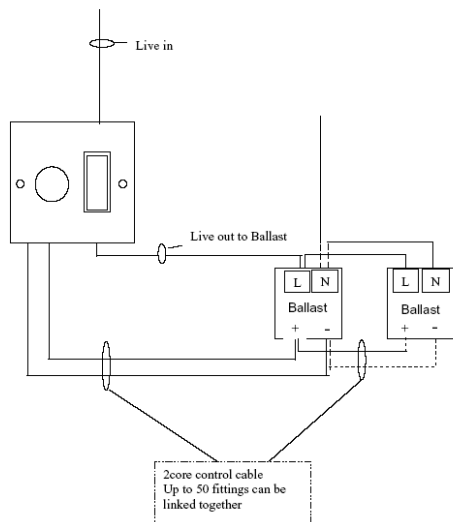 Live in
Live out to Ballast
L N
L N
Ballast
Ballast
+ -
+ -
2core control cable
Up to 50 fittings can be
linked together